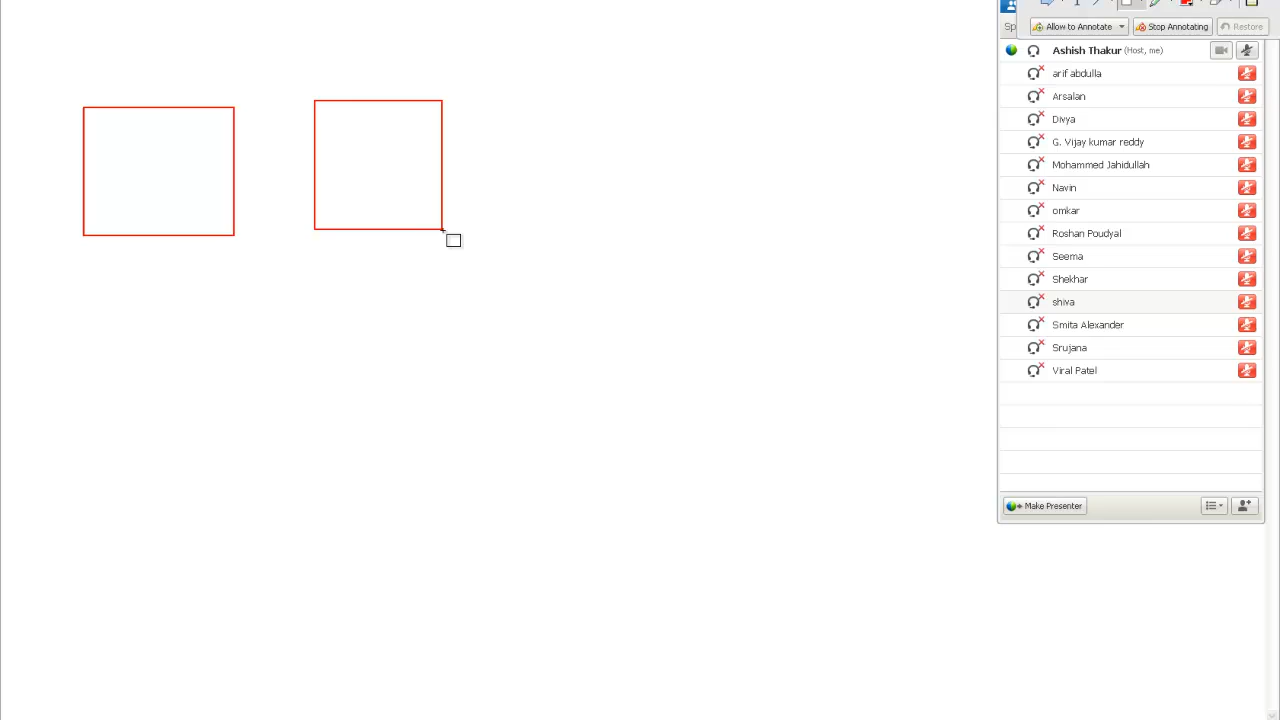 Allow to Annotate
Stop Annotating
Restore
Sp
Ashish Thakur (Host, me)
arif abdulla
Arsalan
Divya
G. Vijay kumar reddy
Mohammed Jahidullah
Navin
omkar
Roshan Poudyal
Seema
Shekhar
shiva
Smita Alexander
Srujana
Viral Patel
Make Presenter